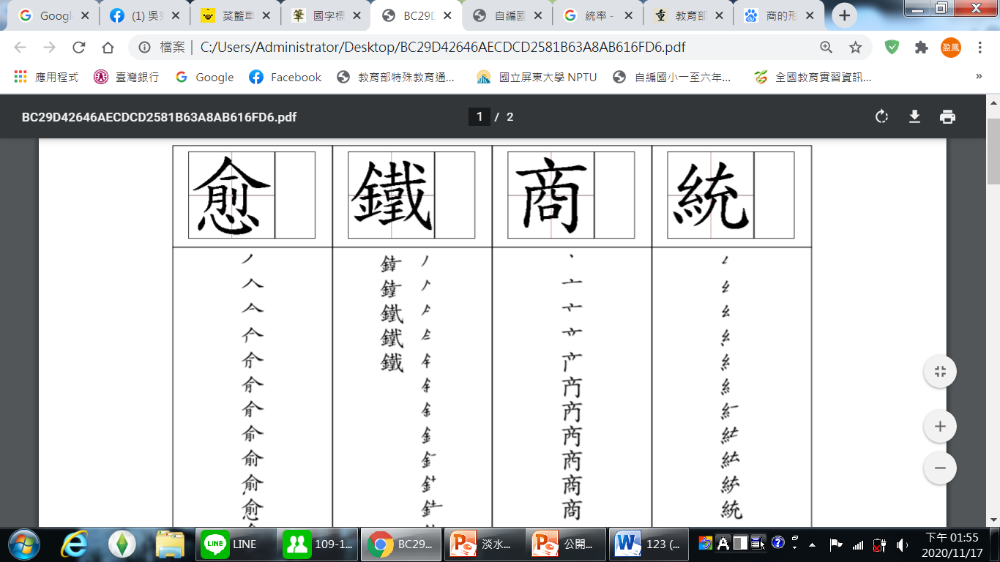 Google
(1) 吳
菜籃車
國字標
BC29D
自編國
統率 -
教育部
商的形
檔案 | C:/Users/Administrator/Desktop/BC29D42646AECDCD2581B63A8AB616FD6.pdf
盈鳳
應用程式
臺灣銀行
Google
Facebook
教育部特殊教育通...
國立屏東大學 NPTU
自編國小一至六年...
全國教育實習資訊...
»
BC29D42646AECDCD2581B63A8AB616FD6.pdf
1 / 2
愈 鐵 商 統
LINE
109-1...
BC29...
淡水...
公開...
123 (...
下午 01:55
2020/11/17